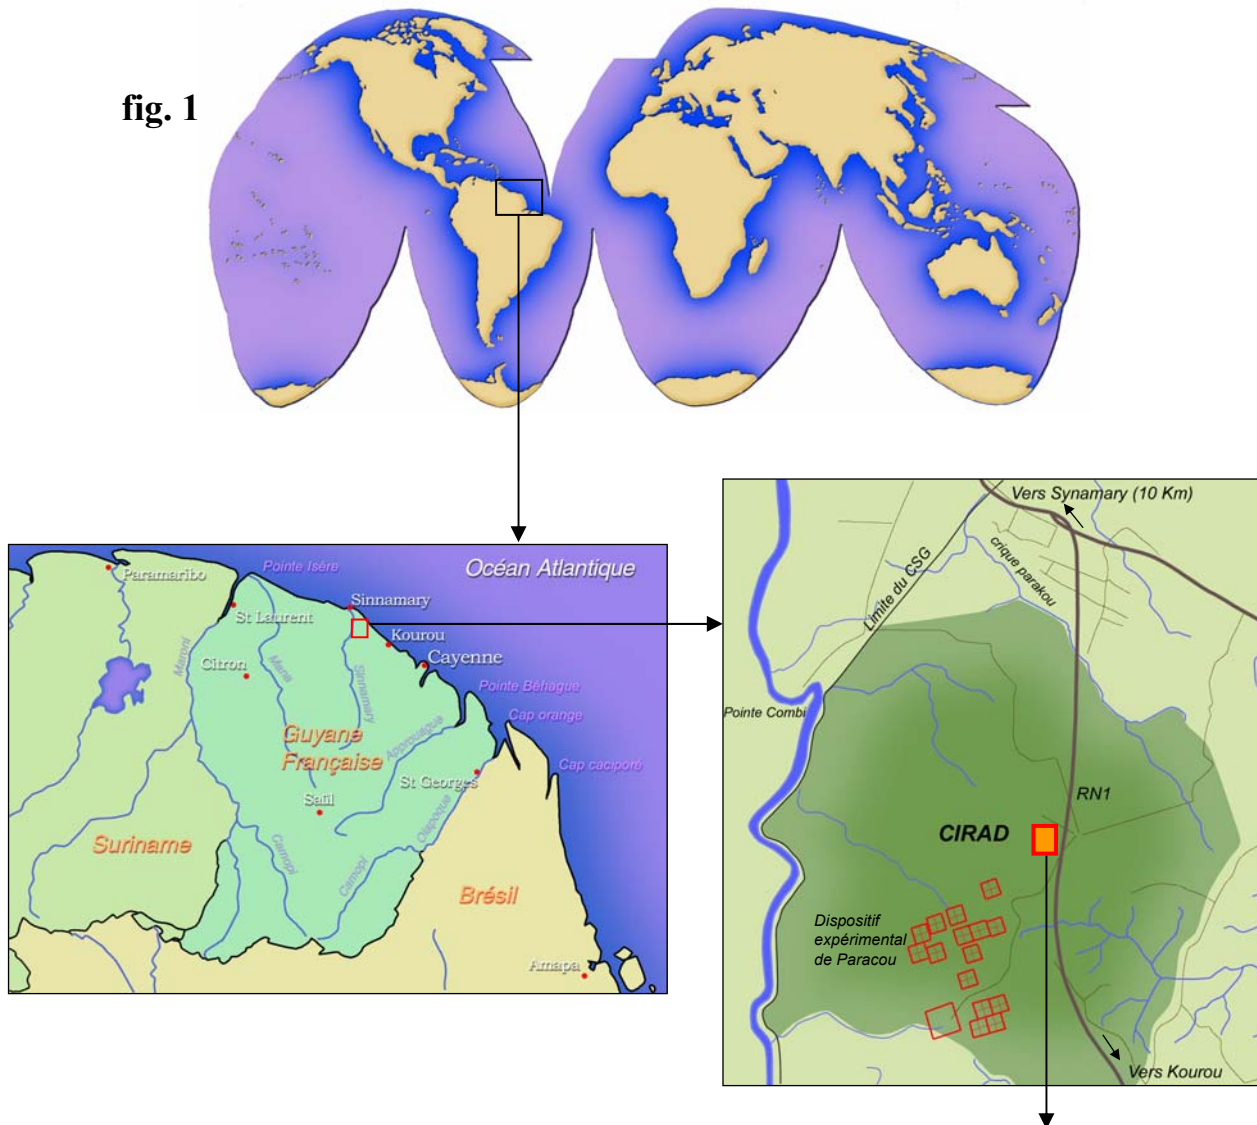 fig. 1
Océan Atlantique
Pointe Isère
Paramaribo
Sinnamary
St Laurent
Kourou
Cayenne
Maroni
Citron
Mana
Sinnamary
Pointe Béhague
Cap orange
Guyane
Française
Approuague
Cap caciporé
St Georges
Saül
Oiapoque
Suriname
Camopi
Camopi
Brésil
Amapa
Vers Synamary (10 Km)
Limite du CSG
crique parakou
Pointe Combi
RN1
CIRAD
Dispositif
expérimental
de Paracou
Vers Kourou